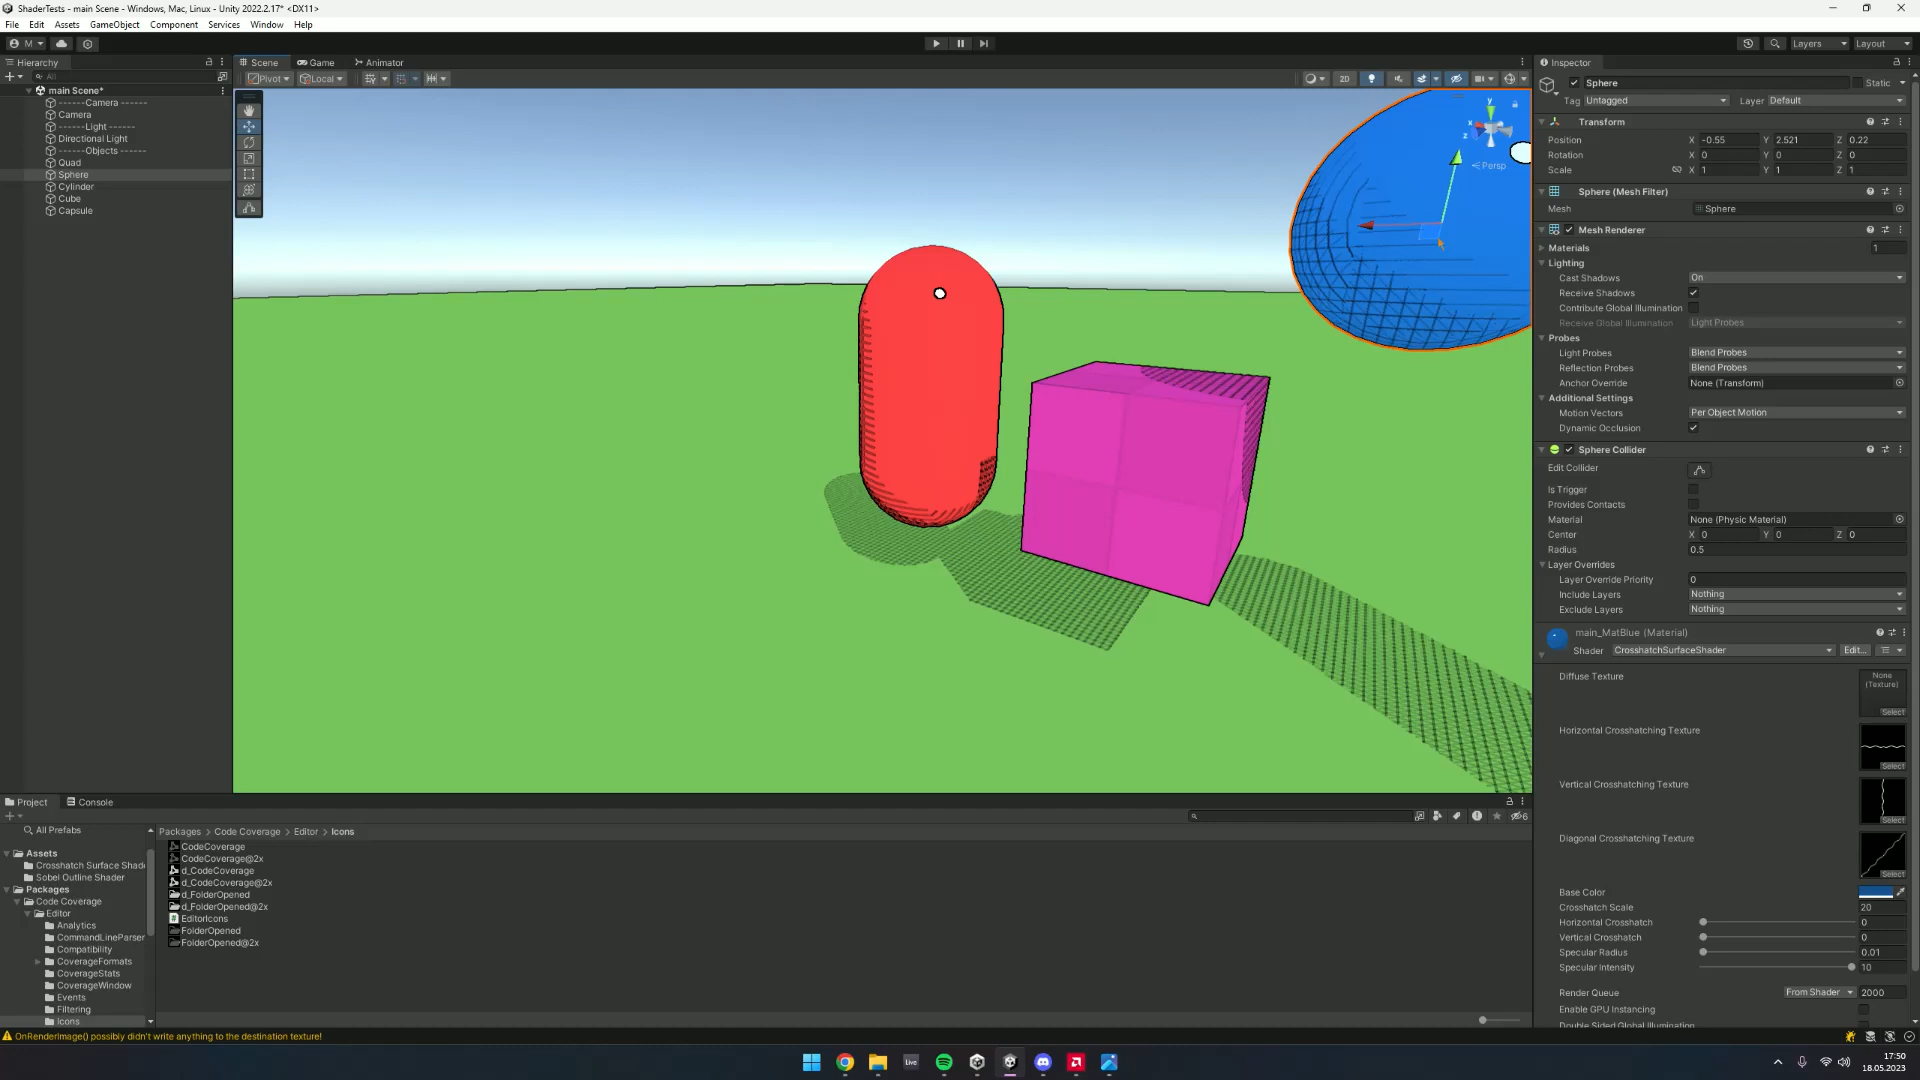 ShaderTests - main Scene - Windows, Mac, Linux - Unity 2022.2.17* <DX11>
File Edit Assets GameObject Component Services Window Help
M
Layers
Layout
Hierarchy
Scene
Game
Animator
All
Pivot
Local
2D
main Scene*
------Camera ------
Camera
------Light ------
Directional Light
------Objects ------
Quad
Sphere
Cylinder
Cube
Capsule
y
x
z
Persp
Inspector
Sphere
Static
Tag Untagged Layer Default
Transform
Position X -0.55 Y 2.521 Z 0.22
Rotation X 0 Y 0 Z 0
Scale X 1 Y 1 Z 1
Sphere (Mesh Filter)
Mesh Sphere
Mesh Renderer
Materials 1
Lighting
Cast Shadows On
Receive Shadows
Contribute Global Illumination
Receive Global Illumination Light Probes
Probes
Light Probes Blend Probes
Reflection Probes Blend Probes
Anchor Override None (Transform)
Additional Settings
Motion Vectors Per Object Motion
Dynamic Occlusion
Sphere Collider
Edit Collider
Is Trigger
Provides Contacts
Material None (Physic Material)
Center X 0 Y 0 Z 0
Radius 0.5
Layer Overrides
Layer Override Priority 0
Include Layers Nothing
Exclude Layers Nothing
main_MatBlue (Material)
Shader CrosshatchSurfaceShader Edit...
Diffuse Texture None (Texture) Select
Horizontal Crosshatching Texture Select
Vertical Crosshatching Texture Select
Diagonal Crosshatching Texture Select
Base Color
Crosshatch Scale 20
Horizontal Crosshatch 0
Vertical Crosshatch 0
Specular Radius 0.01
Specular Intensity 10
Render Queue From Shader 2000
Enable GPU Instancing
Double Sided Global Illumination
Project
Console
6
All Prefabs
Assets
Crosshatch Surface Shade
Sobel Outline Shader
Packages
Code Coverage
Editor
Analytics
CommandLineParser
Compatibility
CoverageFormats
CoverageStats
CoverageWindow
Events
Filtering
Icons
Packages > Code Coverage > Editor > Icons
CodeCoverage
CodeCoverage@2x
d_CodeCoverage
d_CodeCoverage@2x
d_FolderOpened
d_FolderOpened@2x
EditorIcons
FolderOpened
FolderOpened@2x
OnRenderImage() possibly didn't write anything to the destination texture!
Live
17:50
18.05.2023